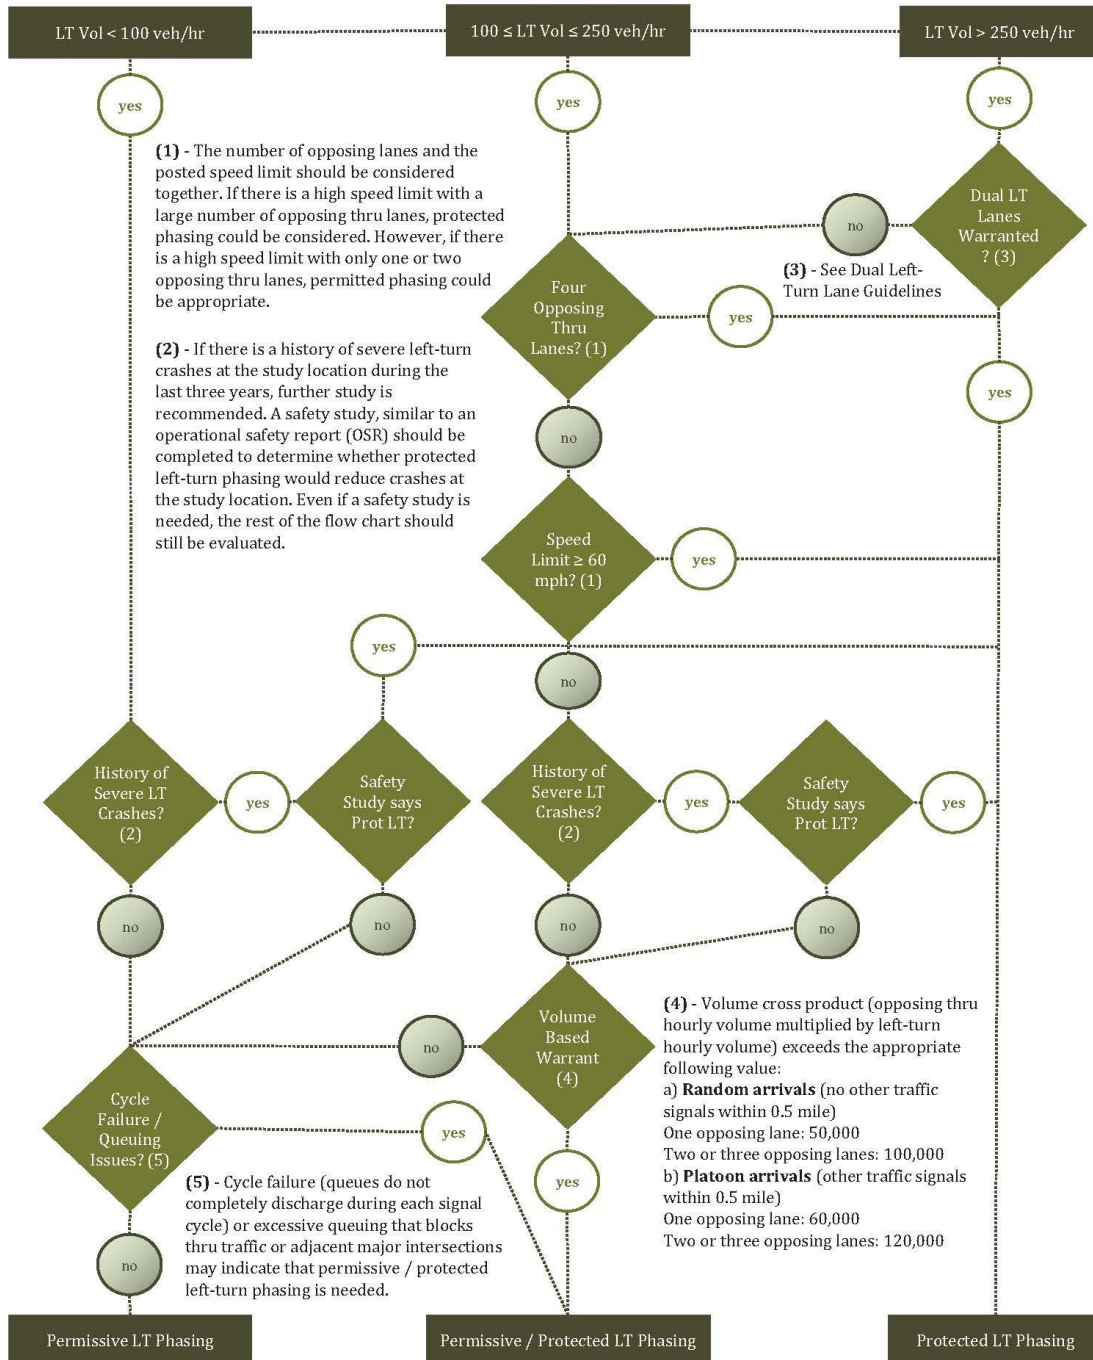 LT Vol < 100 veh/hr
100 ≤ LT Vol ≤ 250 veh/hr
LT Vol > 250 veh/hr
yes
yes
yes
(1) - The number of opposing lanes and the
posted speed limit should be considered
together. If there is a high speed limit with a
large number of opposing thru lanes, protected
phasing could be considered. However, if there
is a high speed limit with only one or two
opposing thru lanes, permitted phasing could
be appropriate.
Dual LT
Lanes
Warranted
? (3)
no
(3) - See Dual Left-
Turn Lane Guidelines
Four
Opposing
Thru
Lanes? (1)
yes
yes
(2) - If there is a history of severe left-turn
crashes at the study location during the
last three years, further study is
recommended. A safety study, similar to an
operational safety report (OSR) should be
completed to determine whether protected
left-turn phasing would reduce crashes at
the study location. Even if a safety study is
needed, the rest of the flow chart should
still be evaluated.
no
Speed
Limit ≥ 60
mph? (1)
yes
yes
no
History of
Severe LT
Crashes?
(2)
yes
Safety
Study says
Prot LT?
History of
Severe LT
Crashes?
(2)
yes
Safety
Study says
Prot LT?
yes
no
no
no
no
Volume
Based
Warrant
(4)
no
(4) - Volume cross product (opposing thru
hourly volume multiplied by left-turn
hourly volume) exceeds the appropriate
following value:
a) Random arrivals (no other traffic
signals within 0.5 mile)
One opposing lane: 50,000
Two or three opposing lanes: 100,000
b) Platoon arrivals (other traffic signals
within 0.5 mile)
One opposing lane: 60,000
Two or three opposing lanes: 120,000
Cycle
Failure /
Queuing
Issues? (5)
yes
yes
(5) - Cycle failure (queues do not
completely discharge during each signal
cycle) or excessive queuing that blocks
thru traffic or adjacent major intersections
may indicate that permissive / protected
left-turn phasing is needed.
no
Permissive LT Phasing
Permissive / Protected LT Phasing
Protected LT Phasing